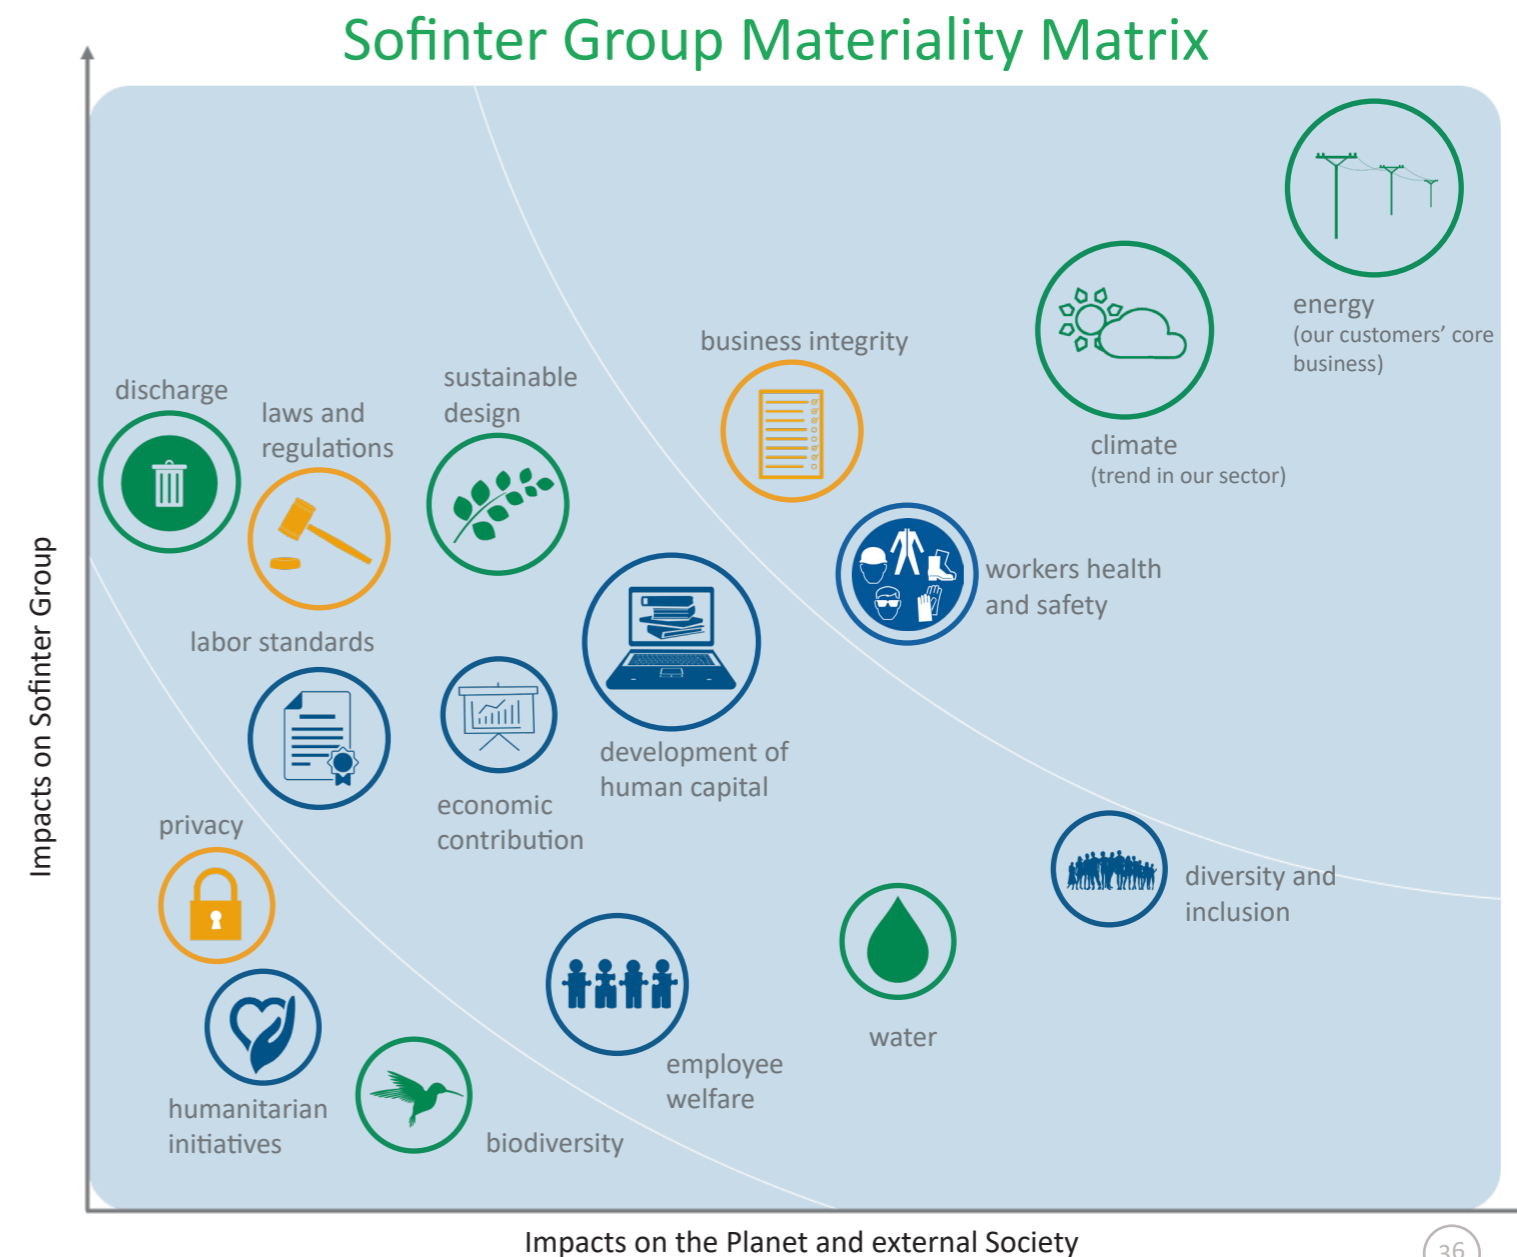 Sofinter Group Materiality Matrix
energy
(our customers’ core
business)
business integrity
climate
(trend in our sector)
discharge
laws and
regulations
sustainable
design
workers health
and safety
labor standards
development of
human capital
economic
contribution
privacy
diversity and
inclusion
water
employee
welfare
humanitarian
initiatives
biodiversity
Impacts on Sofinter Group
Impacts on the Planet and external Society
36